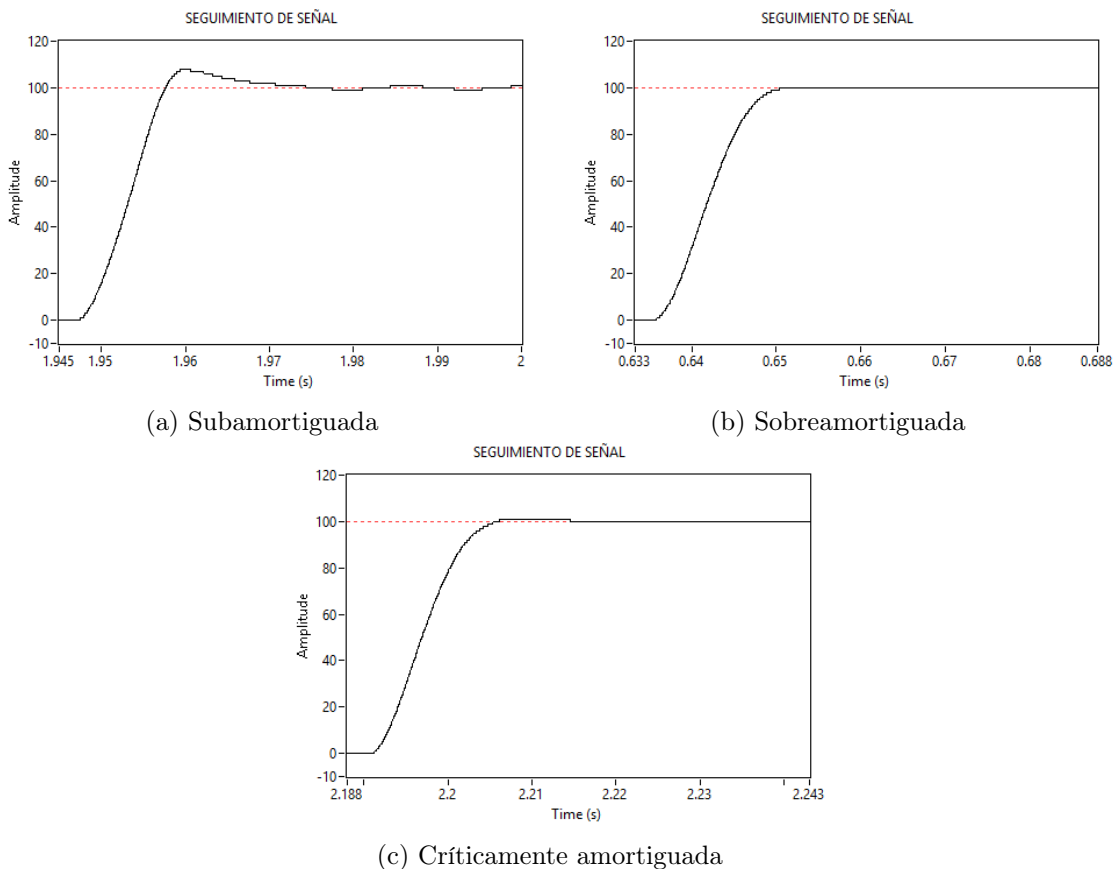 SEGUIMIENTO DE SEÑAL
120
100
80
60
40
20
0
-10
Amplitude
1.945 1.95 1.96 1.97 1.98 1.99 2
Time (s)
(a) Subamortiguada
SEGUIMIENTO DE SEÑAL
120
100
80
60
40
20
0
-10
Amplitude
0.633 0.64 0.65 0.66 0.67 0.68 0.688
Time (s)
(b) Sobreamortiguada
SEGUIMIENTO DE SEÑAL
120
100
80
60
40
20
0
-10
Amplitude
2.188 2.2 2.21 2.22 2.23 2.243
Time (s)
(c) Críticamente amortiguada